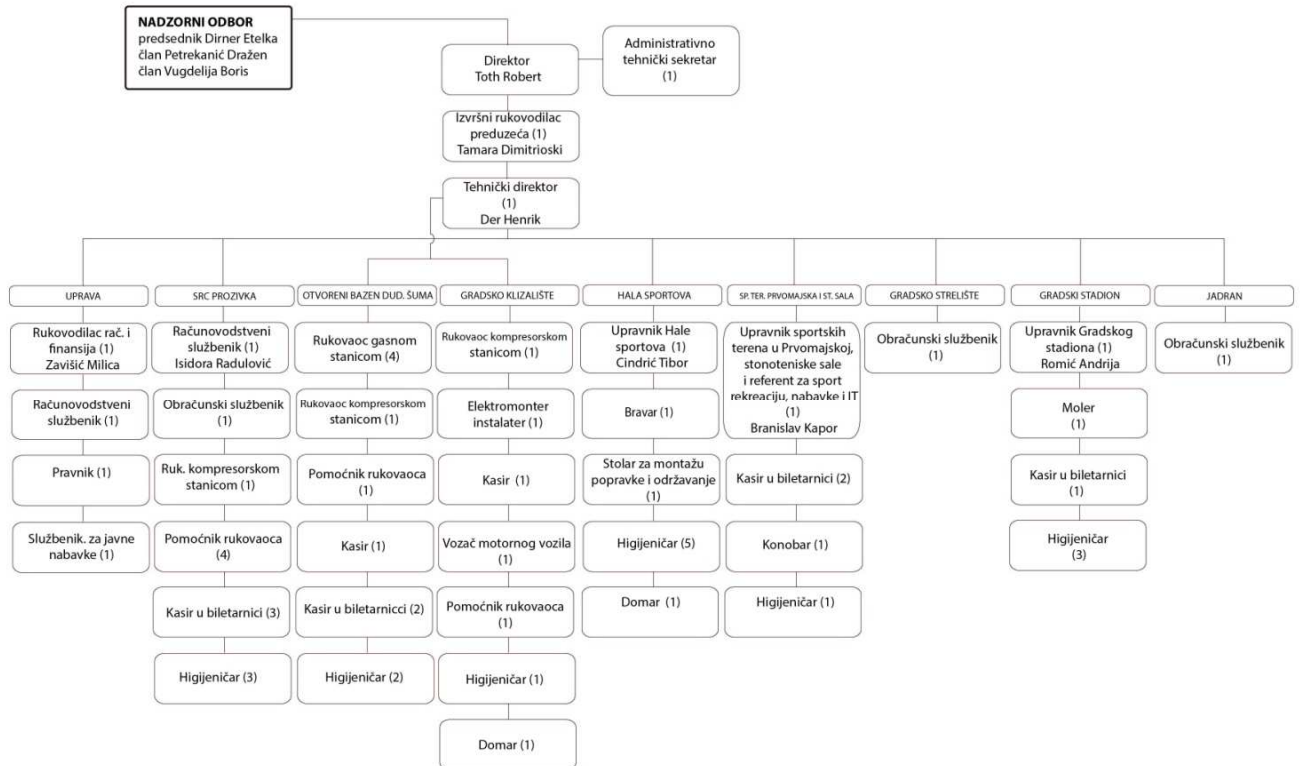 NADZORNI ODBOR
predsednik Dirner Etelka
član Petrekanić Dražen
član Vugdelija Boris
Direktor
Toth Robert
Administrativno
tehnički sekretar
(1)
Izvršni rukovodilac
preduzeća (1)
Tamara Dimitrioski
Tehnički direktor
(1)
Der Henrik
UPRAVA
Rukovodilac rač. i
finansija (1)
Zavišić Milica
Računovodstveni
službenik (1)
Pravnik (1)
Službenik. za javne
nabavke (1)
SRC PROZIVKA
Računovodstveni
službenik (1)
Isidora Radulović
Obračunski službenik
(1)
Ruk. kompresorskom
stanicom (1)
Pomoćnik rukovaoca
(4)
Kasir u biletarnici (3)
Higijeničar (3)
OTVORENI BAZEN DUD. ŠUMA
Rukovaoc gasnom
stanicom (4)
Rukovaoc kompresorskom
stanicom (1)
Pomoćnik rukovaoca
(1)
Kasir (1)
Kasir u biletarnicci (2)
Higijeničar (2)
GRADSKO KLIZALIŠTE
Rukovaoc kompresorskom
stanicom (1)
Elektromonter
instalater (1)
Kasir (1)
Vozač motornog vozila
(1)
Pomoćnik rukovaoca
(1)
Higijeničar (1)
Domar (1)
HALA SPORTOVA
Upravnik Hale
sportova (1)
Cindrić Tibor
Bravar (1)
Stolar za montažu
popravke i održavanje
(1)
Higijeničar (5)
Domar (1)
SP. TER. PRVOMAJSKA I ST. SALA
Upravnik sportskih
terena u Prvomajskoj,
stonoteniske sale
i referent za sport
rekreaciju, nabavke i IT
(1)
Branislav Kapor
Kasir u biletarnici (2)
Konobar (1)
Higijeničar (1)
GRADSKO STRELIŠTE
Obračunski službenik
(1)
GRADSKI STADION
Upravnik Gradskog
stadiona (1)
Romić Andrija
Moler
(1)
Kasir u biletarnici
(1)
Higijeničar
(3)
JADRAN
Obračunski službenik
(1)